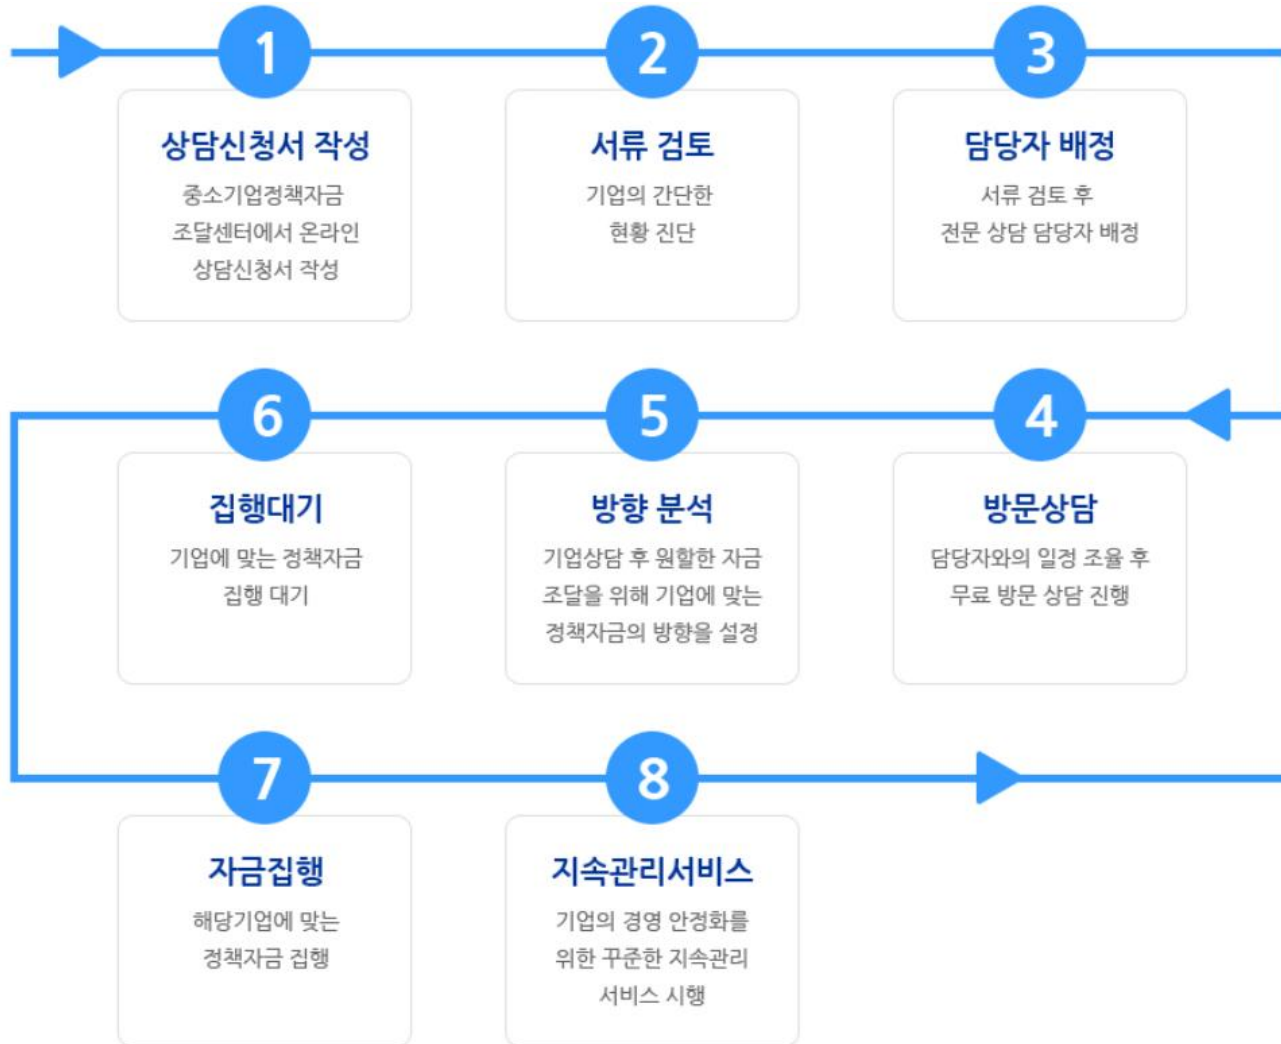 1
상담신청서 작성
중소기업정책자금
조달센터에서 온라인
상담신청서 작성
2
서류 검토
기업의 간단한
현황 진단
3
담당자 배정
서류 검토 후
전문 상담 담당자 배정
4
방문상담
담당자와의 일정 조율 후
무료 방문 상담 진행
5
방향 분석
기업상담 후 원할한 자금
조달을 위해 기업에 맞는
정책자금의 방향을 설정
6
집행대기
기업에 맞는 정책자금
집행 대기
7
자금집행
해당기업에 맞는
정책자금 집행
8
지속관리서비스
기업의 경영 안정화를
위한 꾸준한 지속관리
서비스 시행